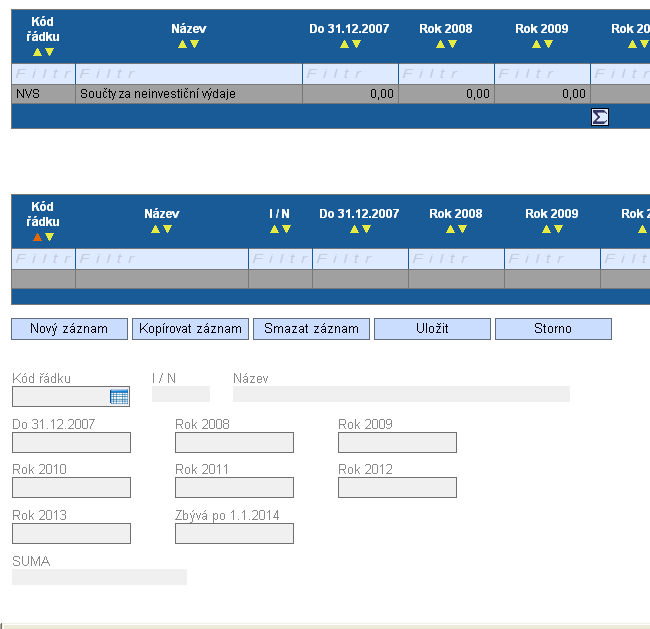 Kód
řádku
Název
Do 31.12.2007
Rok 2008
Rok 2009
Rok 20
Filtr
Filtr
Filtr
Filtr
Filtr
Filtr
NVS
Součty za neinvestiční výdaje
0,00
0,00
0,00
Σ
Kód
řádku
Název
I / N
Do 31.12.2007
Rok 2008
Rok 2009
Rok 2
Filtr
Filtr
Filtr
Filtr
Filtr
Filtr
Filt
Nový záznam
Kopírovat záznam
Smazat záznam
Uložit
Storno
Kód řádku
I / N
Název
Do 31.12.2007
Rok 2008
Rok 2009
Rok 2010
Rok 2011
Rok 2012
Rok 2013
Zbývá po 1.1.2014
SUMA